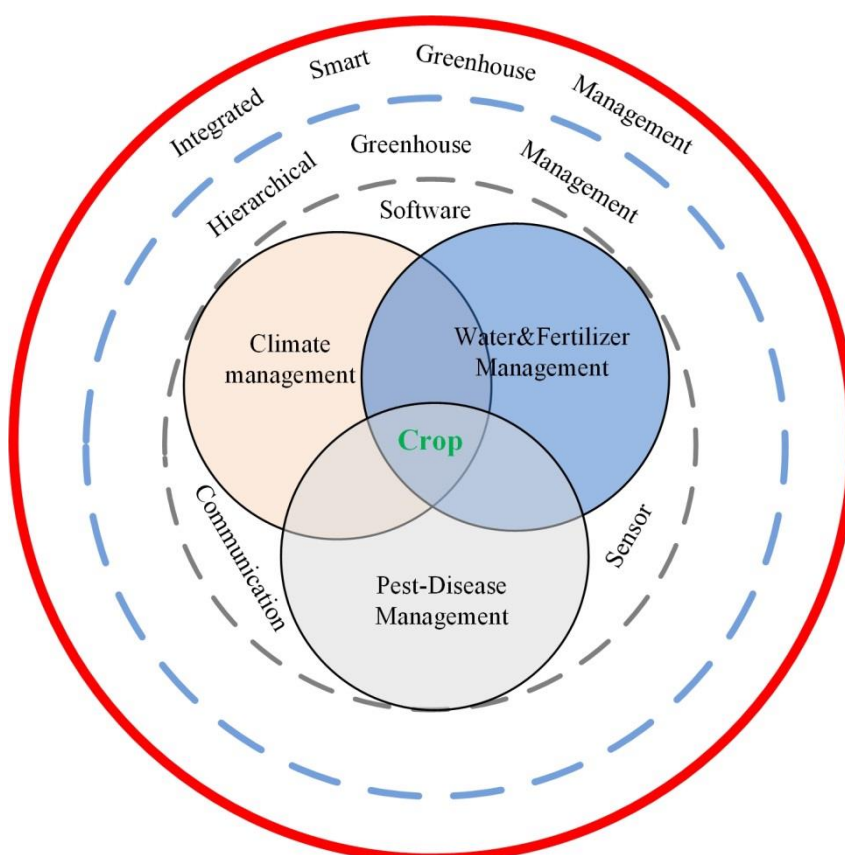 Integrated Smart Greenhouse Management
Hierarchical Greenhouse Management
Software
Climate
management
Water&Fertilizer
Management
Crop
Communication
Sensor
Pest-Disease
Management